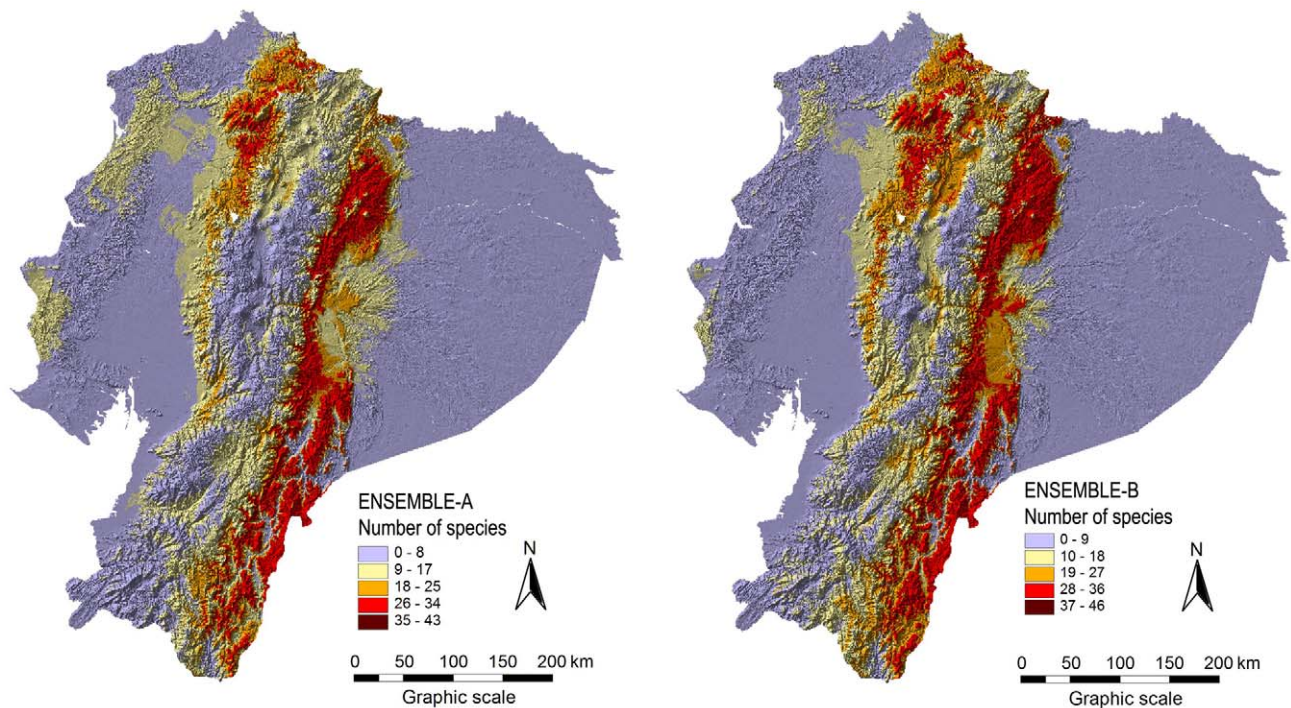 ENSEMBLE-A
Number of species
0 - 8
9 - 17
18 - 25
26 - 34
35 - 43
N
0 50 100 150 200 km
Graphic scale
ENSEMBLE-B
Number of species
0 - 9
10 - 18
19 - 27
28 - 36
37 - 46
N
0 50 100 150 200 km
Graphic scale